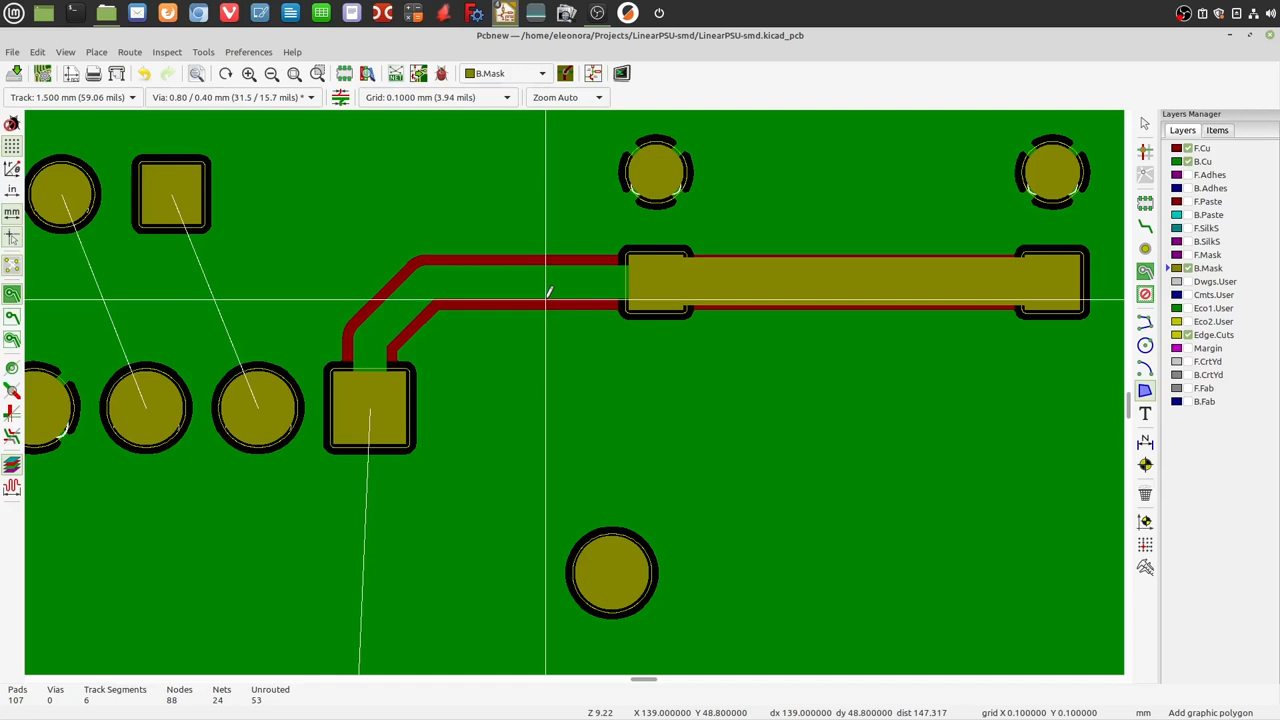 Pcbnew — /home/eleonora/Projects/LinearPSU-smd/LinearPSU-smd.kicad_pcb
File Edit View Place Route Inspect Tools Preferences Help
B.Mask
Track: 1.500 mm (59.06 mils) Via: 0.80 / 0.40 mm (31.5 / 15.7 mils) * Grid: 0.1000 mm (3.94 mils) Zoom Auto
Layers Manager
Layers Items
F.Cu
B.Cu
F.Adhes
B.Adhes
F.Paste
B.Paste
F.SilkS
B.SilkS
F.Mask
B.Mask
Dwgs.User
Cmts.User
Eco1.User
Eco2.User
Edge.Cuts
Margin
F.CrtYd
B.CrtYd
F.Fab
B.Fab
in
mm
Pads Vias Track Segments Nodes Nets Unrouted
107 0 6 88 24 53
Z 9.22 X 139.000000 Y 48.800000 dx 139.000000 dy 48.800000 dist 147.317 grid X 0.100000 Y 0.100000 mm Add graphic polygon